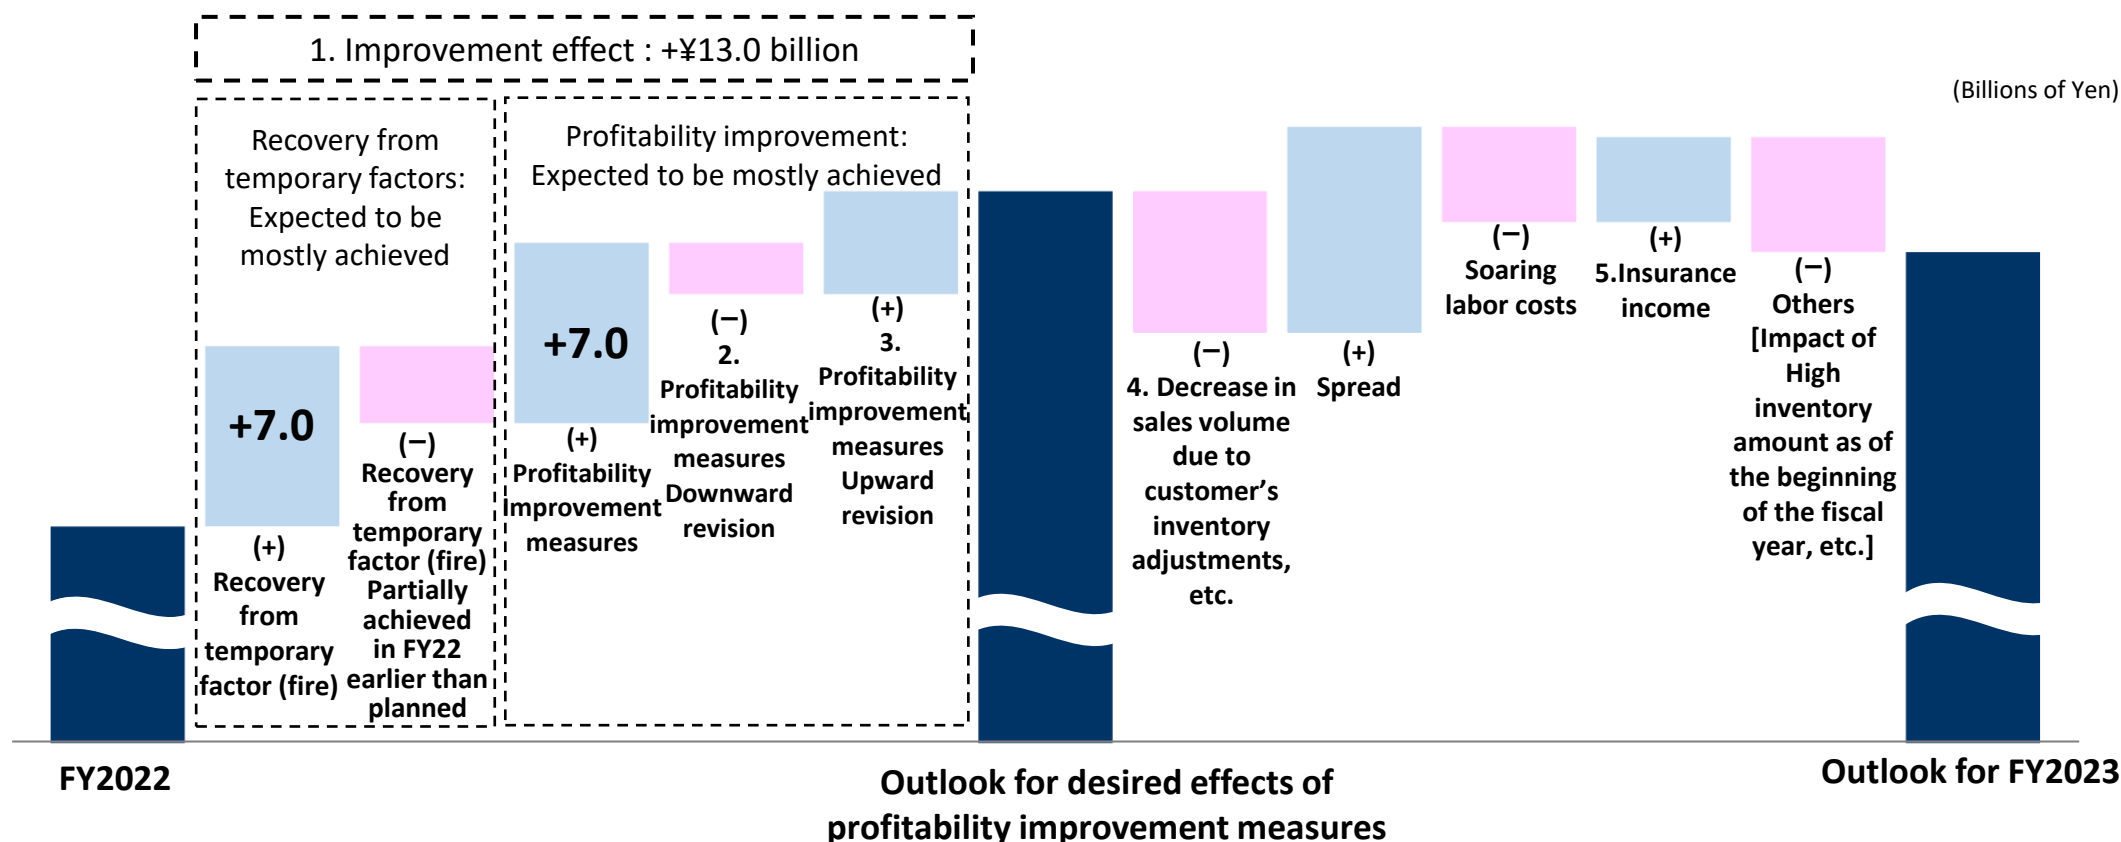 1. Improvement effect : +¥13.0 billion
(Billions of Yen)
Recovery from
temporary factors:
Expected to be
mostly achieved
Profitability improvement:
Expected to be mostly achieved
+7.0
(+)
Recovery
from
temporary
factor (fire)
(−)
Recovery
from
temporary
factor (fire)
Partially
achieved
in FY22
earlier than
planned
+7.0
(+)
Profitability
improvement
measures
(−)
2.
Profitability
improvement
measures
Downward
revision
(+)
3.
Profitability
improvement
measures
Upward
revision
(−)
4. Decrease in
sales volume
due to
customer’s
inventory
adjustments,
etc.
(+)
Spread
(−)
Soaring
labor costs
(+)
5.Insurance
income
(−)
Others
[Impact of
High
inventory
amount as of
the beginning
of the fiscal
year, etc.]
FY2022
Outlook for desired effects of
profitability improvement measures
Outlook for FY2023